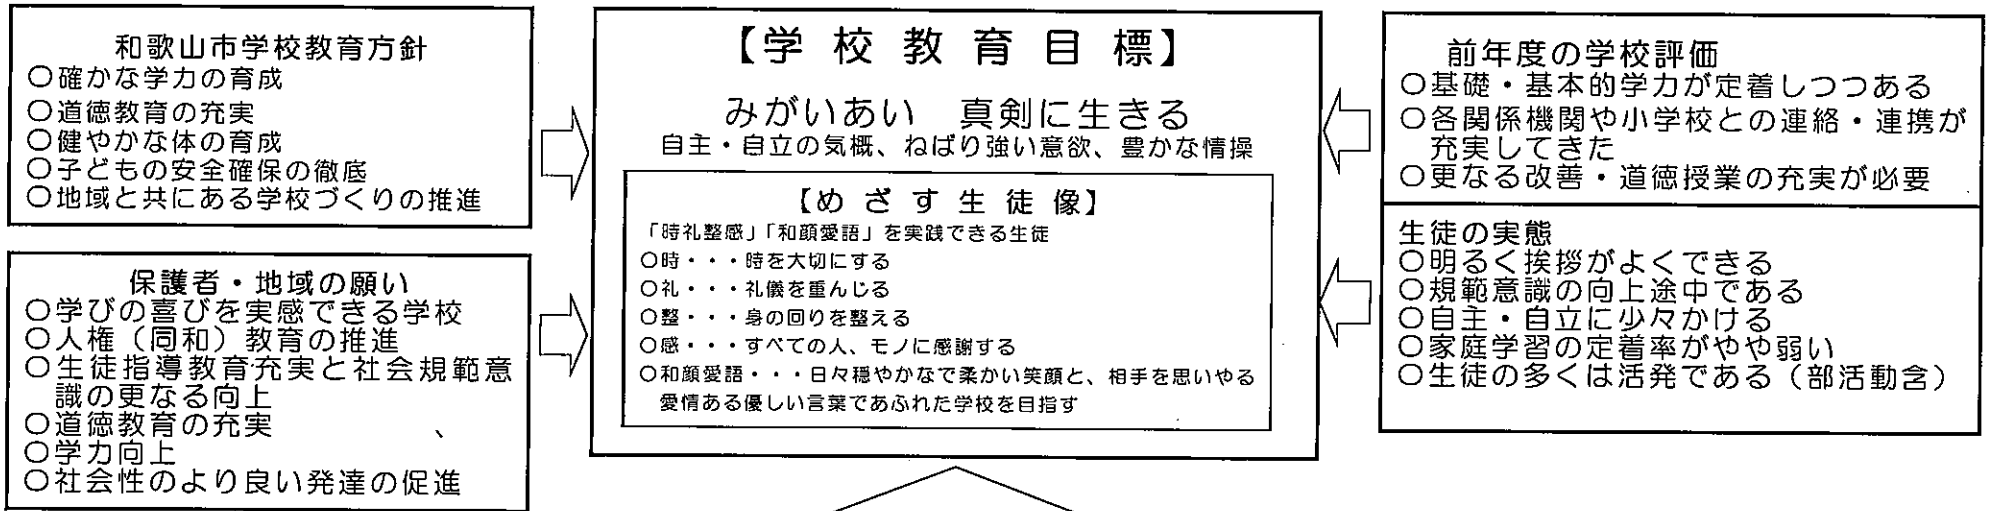 和歌山市学校教育方針
○確かな学力の育成
○道徳教育の充実
○健やかな体の育成
○子どもの安全確保の徹底
○地域と共にある学校づくりの推進
保護者・地域の願い
○学びの喜びを実感できる学校
○人権（同和）教育の推進
○生徒指導教育充実と社会規範意
識の更なる向上
○道徳教育の充実
○学力向上
○社会性のより良い発達の促進
【学校教育目標】
みがいあい　真剣に生きる
自主・自立の気概、ねばり強い意欲、豊かな情操
【めざす生徒像】
「時礼整感」「和顔愛語」を実践できる生徒
○時・・・時を大切にする
○礼・・・礼儀を重んじる
○整・・・身の回りを整える
○感・・・すべての人、モノに感謝する
○和顔愛語・・・日々穏やかなで柔かい笑顔と、相手を思いやる
愛情ある優しい言葉であふれた学校を目指す
前年度の学校評価
○基礎・基本的学力が定着しつつある
○各関係機関や小学校との連絡・連携が
充実してきた
○更なる改善・道徳授業の充実が必要
生徒の実態
○明るく挨拶がよくできる
○規範意識の向上途中である
○自主・自立に少々かける
○家庭学習の定着率がやや弱い
○生徒の多くは活発である（部活動含）